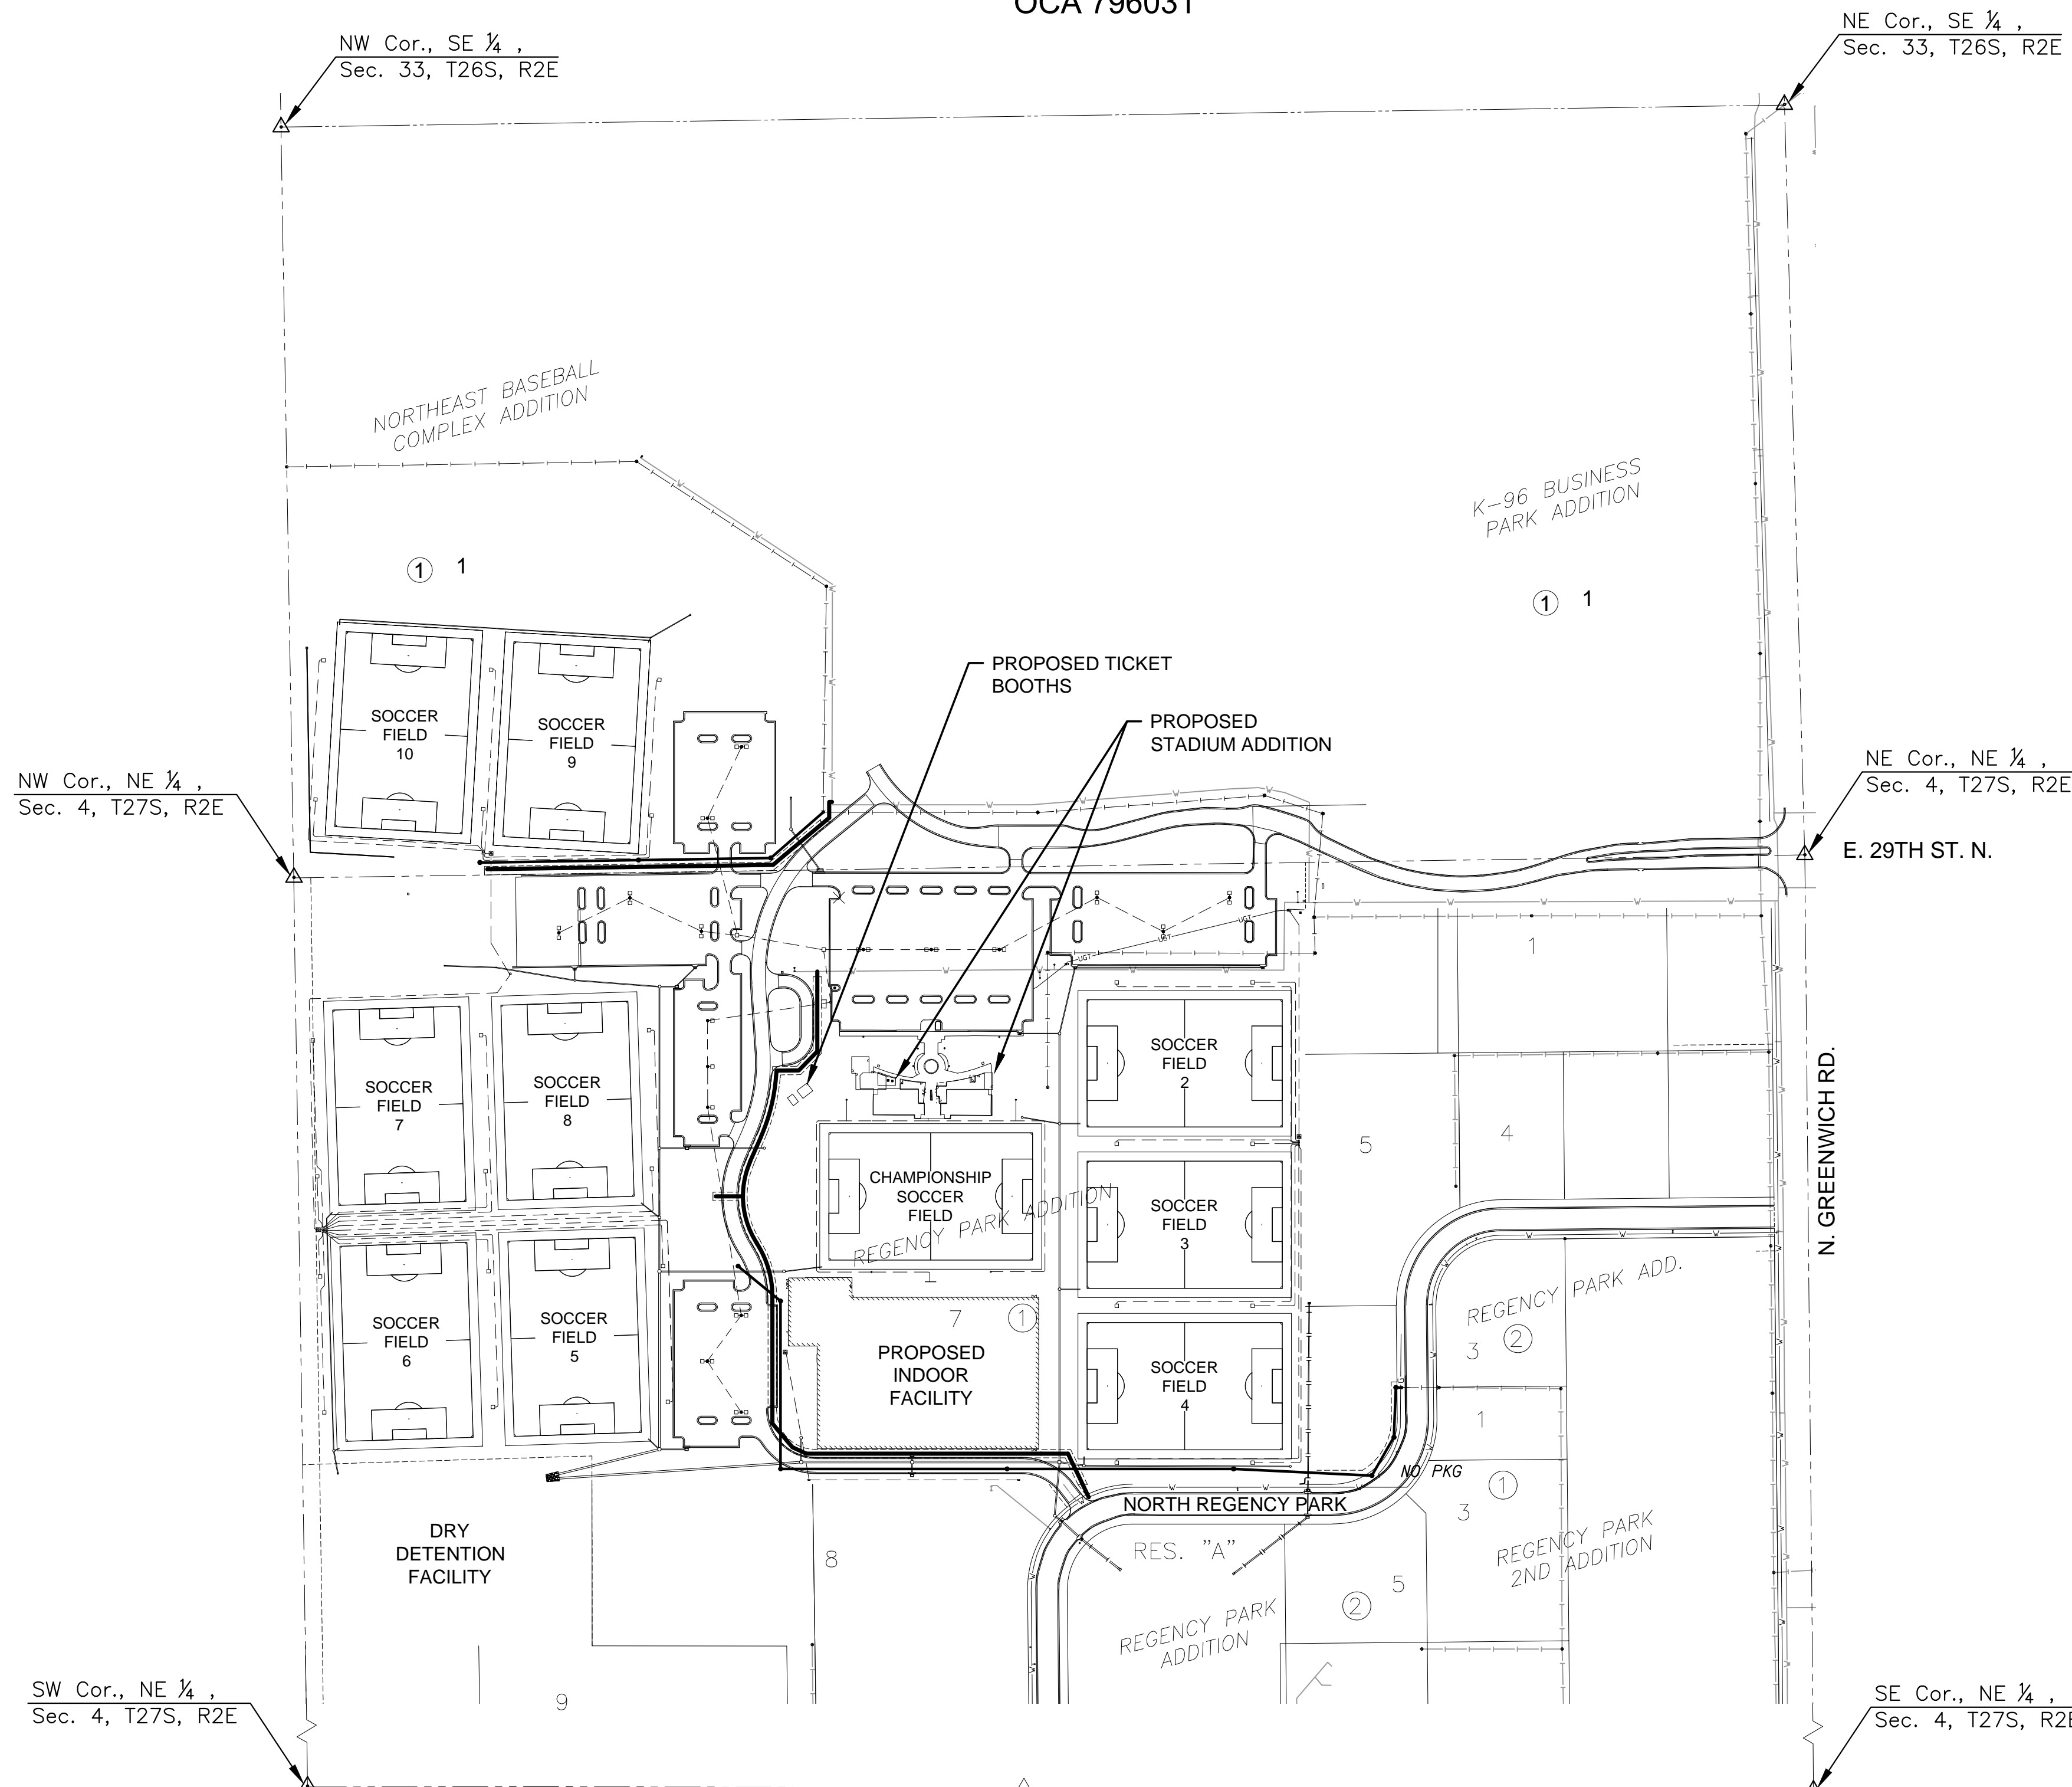 OCA 796031
NW Cor., SE ¼ ,
Sec. 33, T26S, R2E
NE Cor., SE ¼ ,
Sec. 33, T26S, R2E
NORTHEAST BASEBALL
COMPLEX ADDITION
K-96 BUSINESS
PARK ADDITION
1 1
1 1
PROPOSED TICKET
BOOTHS
PROPOSED
STADIUM ADDITION
SOCCER
FIELD
10
SOCCER
FIELD
9
NW Cor., NE ¼ ,
Sec. 4, T27S, R2E
NE Cor., NE ¼ ,
Sec. 4, T27S, R2E
E. 29TH ST. N.
UGT
UGT
UGT
1
SOCCER
FIELD
7
SOCCER
FIELD
8
SOCCER
FIELD
2
5
4
N. GREENWICH RD.
CHAMPIONSHIP
SOCCER
FIELD
REGENCY PARK ADDITION
1
SOCCER
FIELD
3
REGENCY PARK ADD.
3 2
SOCCER
FIELD
6
SOCCER
FIELD
5
7 1
PROPOSED
INDOOR
FACILITY
SOCCER
FIELD
4
1
NO PKG
1
3
NORTH REGENCY PARK
RES. "A"
REGENCY PARK
2ND ADDITION
DRY
DETENTION
FACILITY
8
5
2
REGENCY PARK
ADDITION
9
SW Cor., NE ¼ ,
Sec. 4, T27S, R2E
SE Cor., NE ¼ ,
Sec. 4, T27S, R2E